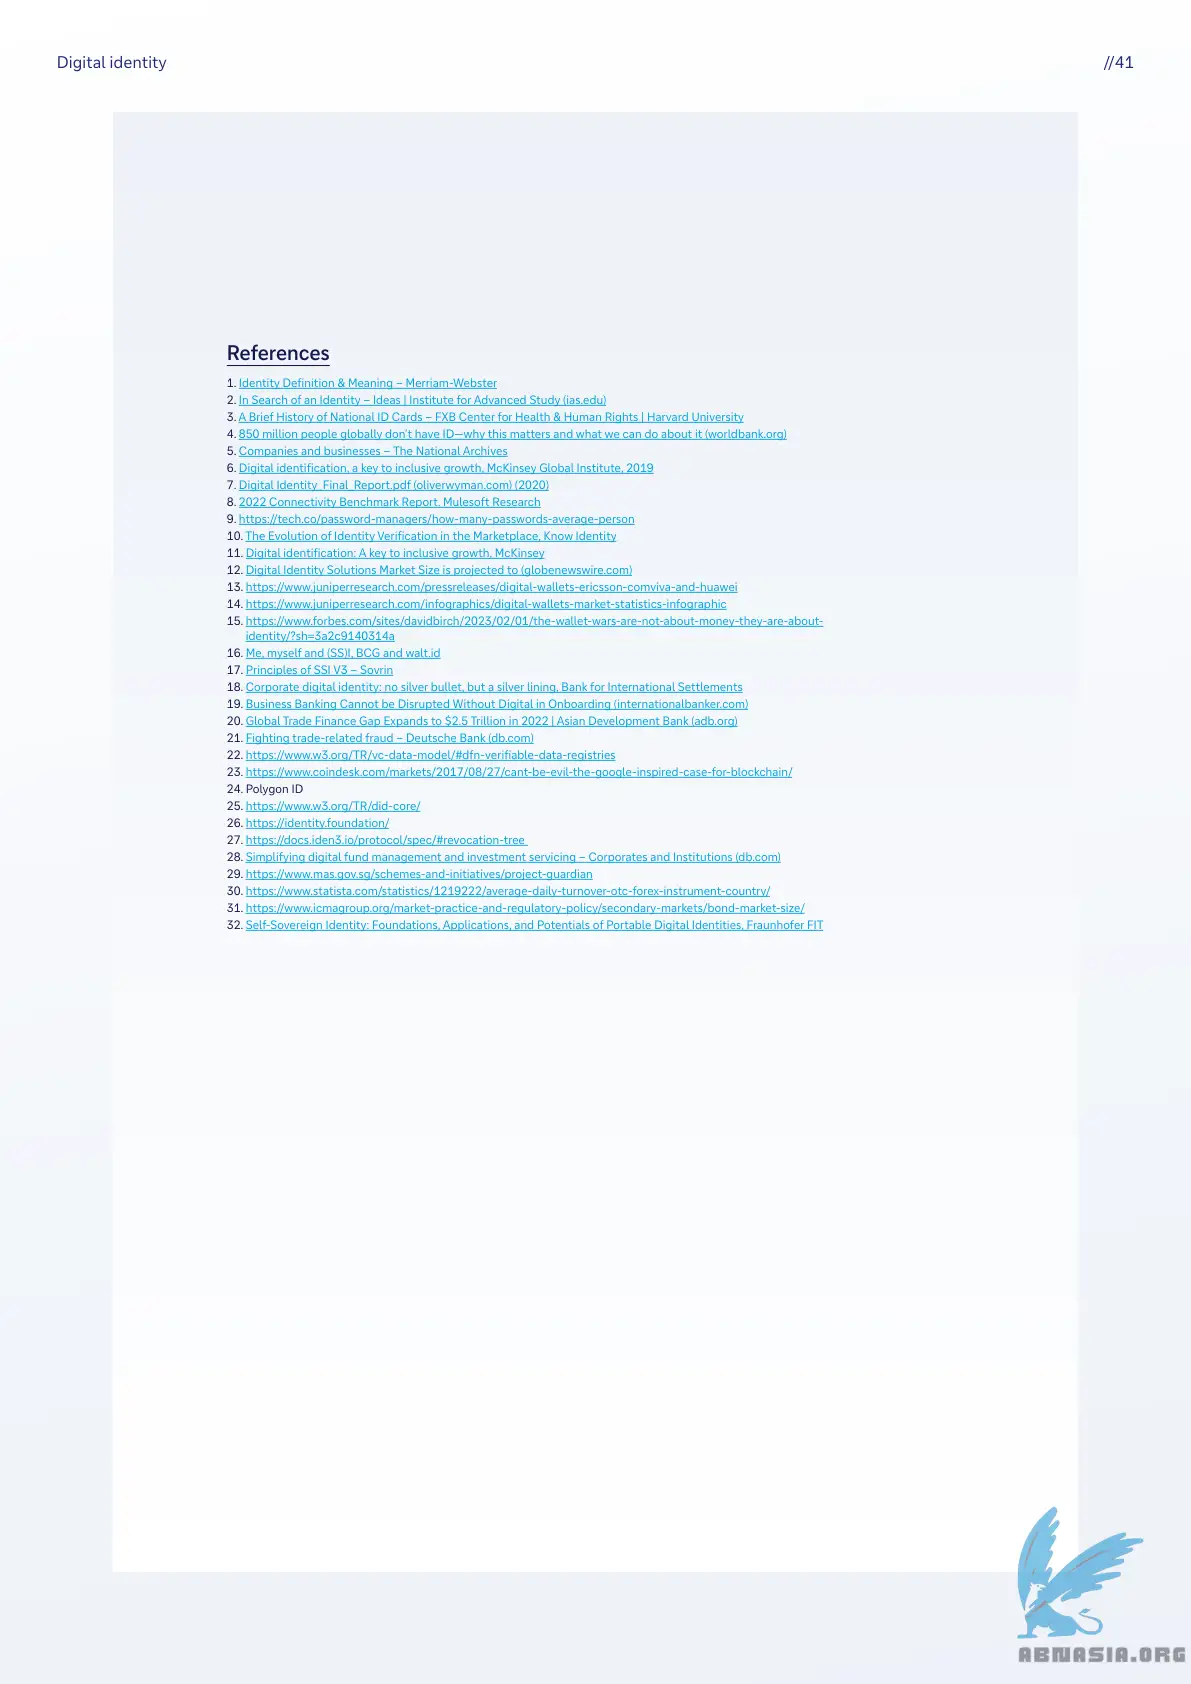 Digital identity
//41
References
1. Identity Definition & Meaning – Merriam-Webster
2. In Search of an Identity – Ideas | Institute for Advanced Study (ias.edu)
3. A Brief History of National ID Cards – FXB Center for Health & Human Rights | Harvard University
4. 850 million people globally don't have ID—why this matters and what we can do about it (worldbank.org)
5. Companies and businesses – The National Archives
6. Digital identification, a key to inclusive growth, McKinsey Global Institute, 2019
7. Digital Identity_Final_Report.pdf (oliverwyman.com) (2020)
8. 2022 Connectivity Benchmark Report. Mulesoft Research
9. https://tech.co/password-managers/how-many-passwords-average-person
10. The Evolution of Identity Verification in the Marketplace, Know Identity
11. Digital identification: A key to inclusive growth, McKinsey
12. Digital Identity Solutions Market Size is projected to (globenewswire.com)
13. https://www.juniperresearch.com/pressreleases/digital-wallets-ericsson-comviva-and-huawei
14. https://www.juniperresearch.com/infographics/digital-wallets-market-statistics-infographic
15. https://www.forbes.com/sites/davidbirch/2023/02/01/the-wallet-wars-are-not-about-money-they-are-about-
identity/?sh=3a2c9140314a
16. Me, myself and (SS)I, BCG and walt.id
17. Principles of SSI V3 – Sovrin
18. Corporate digital identity: no silver bullet, but a silver lining, Bank for International Settlements
19. Business Banking Cannot be Disrupted Without Digital in Onboarding (internationalbanker.com)
20. Global Trade Finance Gap Expands to $2.5 Trillion in 2022 | Asian Development Bank (adb.org)
21. Fighting trade-related fraud – Deutsche Bank (db.com)
22. https://www.w3.org/TR/vc-data-model/#dfn-verifiable-data-registries
23. https://www.coindesk.com/markets/2017/08/27/cant-be-evil-the-google-inspired-case-for-blockchain/
24. Polygon ID
25. https://www.w3.org/TR/did-core/
26. https://identity.foundation/
27. https://docs.iden3.io/protocol/spec/#revocation-tree
28. Simplifying digital fund management and investment servicing – Corporates and Institutions (db.com)
29. https://www.mas.gov.sg/schemes-and-initiatives/project-guardian
30. https://www.statista.com/statistics/1219222/average-daily-turnover-otc-forex-instrument-country/
31. https://www.icmagroup.org/market-practice-and-regulatory-policy/secondary-markets/bond-market-size/
32. Self-Sovereign Identity: Foundations, Applications, and Potentials of Portable Digital Identities, Fraunhofer FIT
ABNASIA.ORG